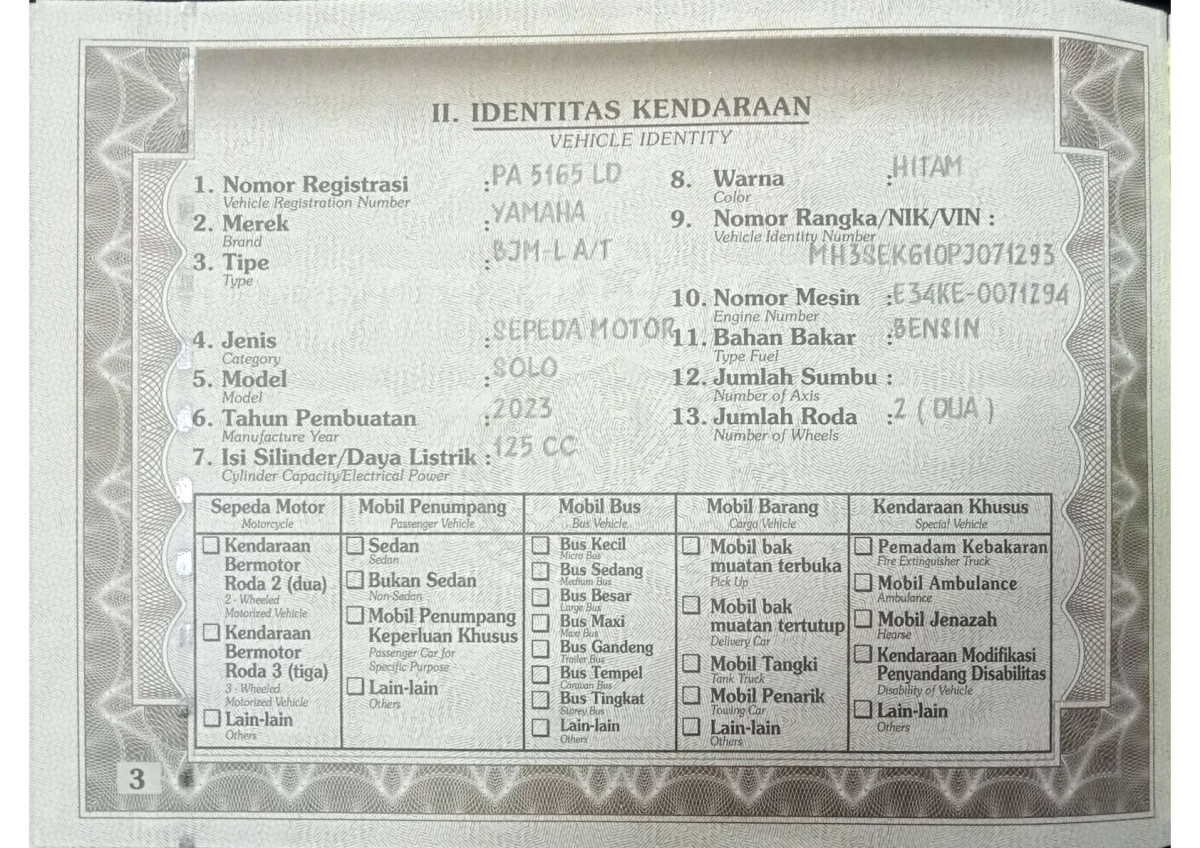 II. IDENTITAS KENDARAAN
VEHICLE IDENTITY
1. Nomor Registrasi : PA 5165 LD
Vehicle Registration Number
2. Merek : YAMAHA
Brand
3. Tipe : BJM-L A/T
Type
4. Jenis : SEPEDA MOTOR
Category
5. Model : SOLO
Model
6. Tahun Pembuatan : 2023
Manufacture Year
7. Isi Silinder/Daya Listrik : 125 CC
Cylinder Capacity/Electrical Power
8. Warna : HITAM
Color
9. Nomor Rangka/NIK/VIN :
Vehicle Identity Number
MH3SEK610PJ071293
10. Nomor Mesin : E34KE-0071294
Engine Number
11. Bahan Bakar : BENSIN
Type Fuel
12. Jumlah Sumbu :
Number of Axis
13. Jumlah Roda : 2 ( DUA )
Number of Wheels
Sepeda Motor
Motorcycle
Kendaraan
Bermotor
Roda 2 (dua)
2 - Wheeled
Motorized Vehicle
Kendaraan
Bermotor
Roda 3 (tiga)
3 - Wheeled
Motorized Vehicle
Lain-lain
Others
Mobil Penumpang
Passenger Vehicle
Sedan
Sedan
Bukan Sedan
Non-Sedan
Mobil Penumpang
Keperluan Khusus
Passenger Car for
Specific Purpose
Lain-lain
Others
Mobil Bus
Bus Vehicle
Bus Kecil
Micro Bus
Bus Sedang
Medium Bus
Bus Besar
Large Bus
Bus Maxi
Maxi Bus
Bus Gandeng
Trailer Bus
Bus Tempel
Caravan Bus
Bus Tingkat
Storey Bus
Lain-lain
Others
Mobil Barang
Cargo Vehicle
Mobil bak
muatan terbuka
Pick Up
Mobil bak
muatan tertutup
Delivery Car
Mobil Tangki
Tank Truck
Mobil Penarik
Towing Car
Lain-lain
Others
Kendaraan Khusus
Special Vehicle
Pemadam Kebakaran
Fire Extinguisher Truck
Mobil Ambulance
Ambulance
Mobil Jenazah
Hearse
Kendaraan Modifikasi
Penyandang Disabilitas
Disability of Vehicle
Lain-lain
Others
3